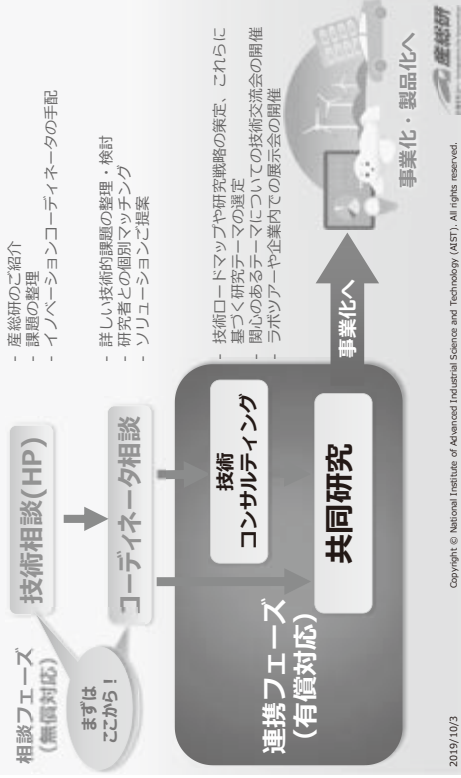 相談フェーズ
(無償対応)
まずは
ここから！
技術相談(HP)
- 産総研のご紹介
- 課題の整理
- イノベーションコーディネータの手配
コーディネータ相談
- 詳しい技術的課題の整理・検討
- 研究者との個別マッチング
- ソリューションご提案
連携フェーズ
(有償対応)
技術
コンサルティング
- 技術ロードマップや研究戦略の策定、これらに
基づく研究テーマの選定
- 関心のあるテーマについての技術交流会の開催
- ラボツアーや企業内での展示会の開催
共同研究
事業化へ
事業化・製品化へ
2019/10/3
Copyright © National Institute of Advanced Industrial Science and Technology (AIST). All rights reserved.
産総研